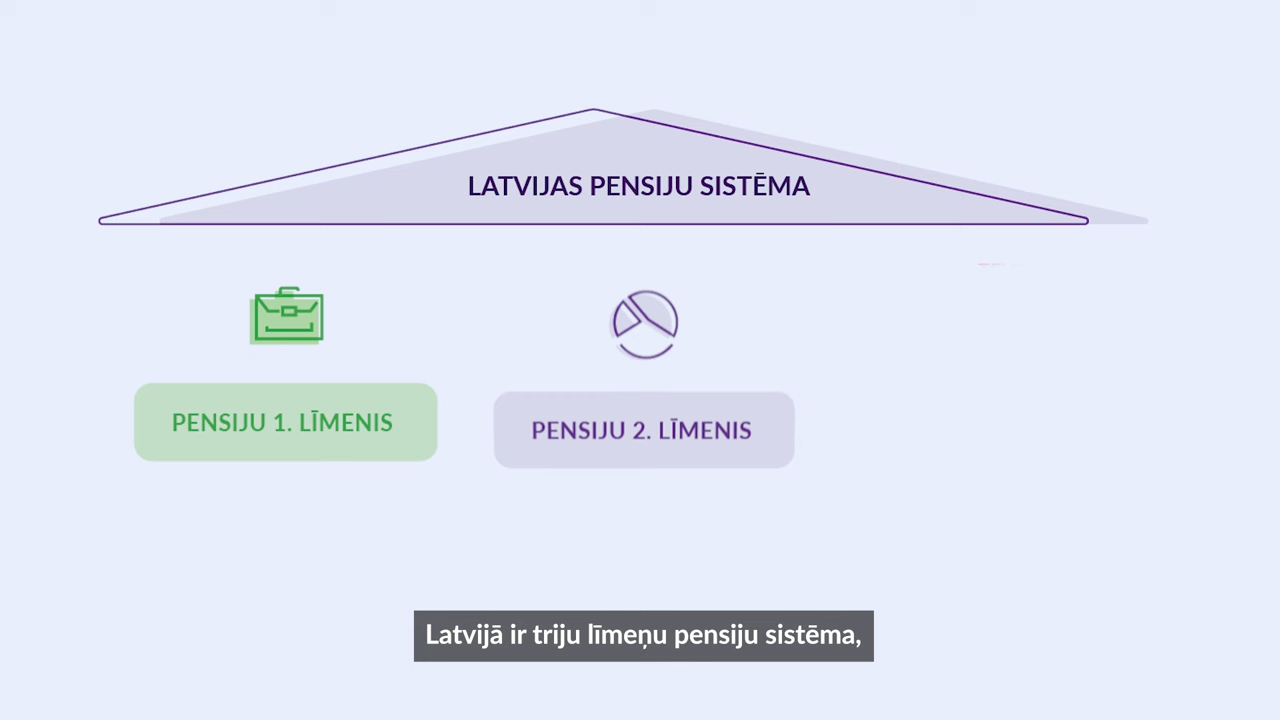 LATVIJAS PENSIJU SISTĒMA
PENSIJU 1. LĪMENIS
PENSIJU 2. LĪMENIS
Latvijā ir triju līmeņu pensiju sistēma,